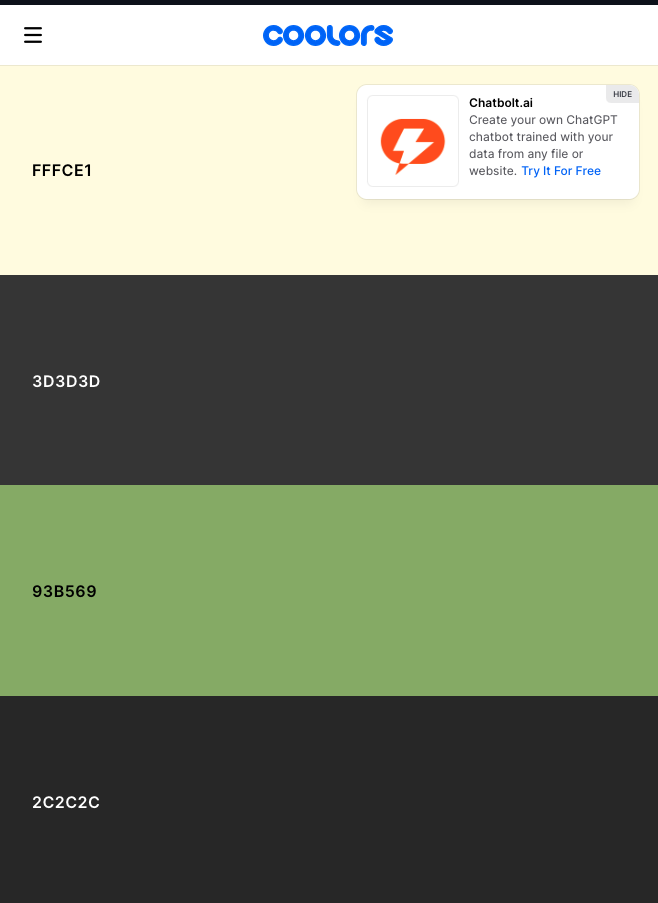 coolors
HIDE
Chatbolt.ai
Create your own ChatGPT
chatbot trained with your
data from any file or
website. Try It For Free
FFFCE1
3D3D3D
93B569
2C2C2C